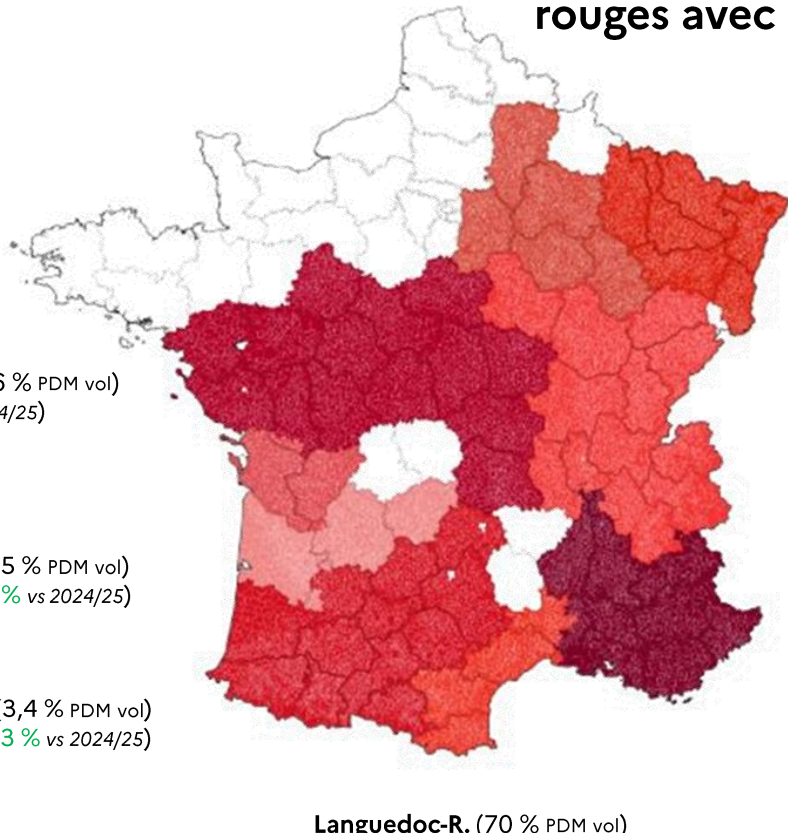 rouges avec
6 % PDM vol)
4/25)
5 % PDM vol)
% vs 2024/25)
(3,4 % PDM vol)
3 % vs 2024/25)
Languedoc-R. (70 % PDM vol)